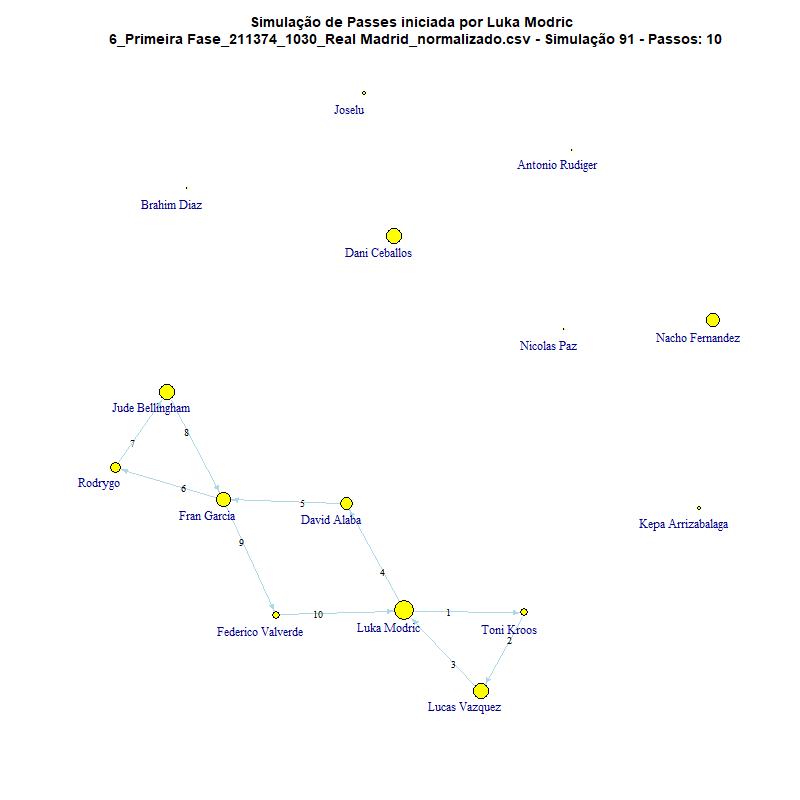 Simulação de Passes iniciada por Luka Modric
6_Primeira Fase_211374_1030_Real Madrid_normalizado.csv - Simulação 91 - Passos: 10
Joselu
Antonio Rudiger
Brahim Diaz
Dani Ceballos
Nacho Fernandez
Nicolas Paz
Jude Bellingham
8
7
Rodrygo
6
5
Fran Garcia
David Alaba
Kepa Arrizabalaga
9
4
10
1
Federico Valverde
Luka Modric
Toni Kroos
2
3
Lucas Vazquez